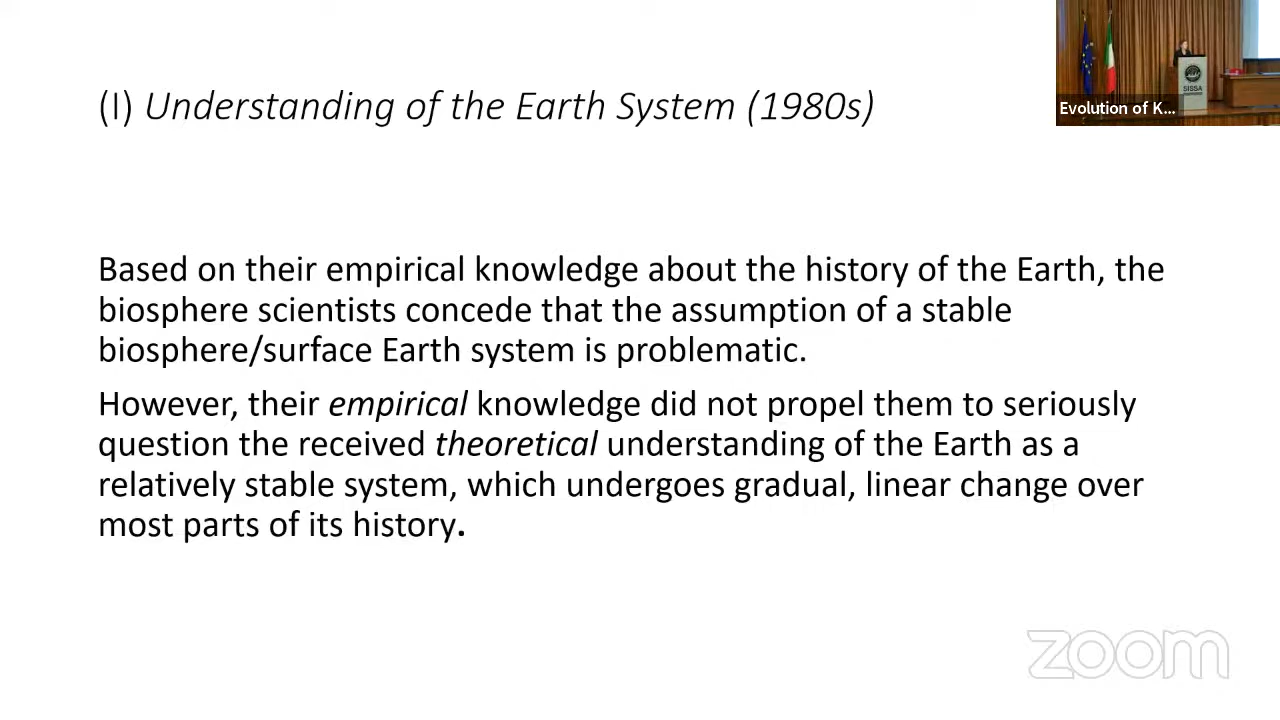 (I) Understanding of the Earth System (1980s)
SISSA
Evolution of K...
Based on their empirical knowledge about the history of the Earth, the
biosphere scientists concede that the assumption of a stable
biosphere/surface Earth system is problematic.
However, their empirical knowledge did not propel them to seriously
question the received theoretical understanding of the Earth as a
relatively stable system, which undergoes gradual, linear change over
most parts of its history.
zoom